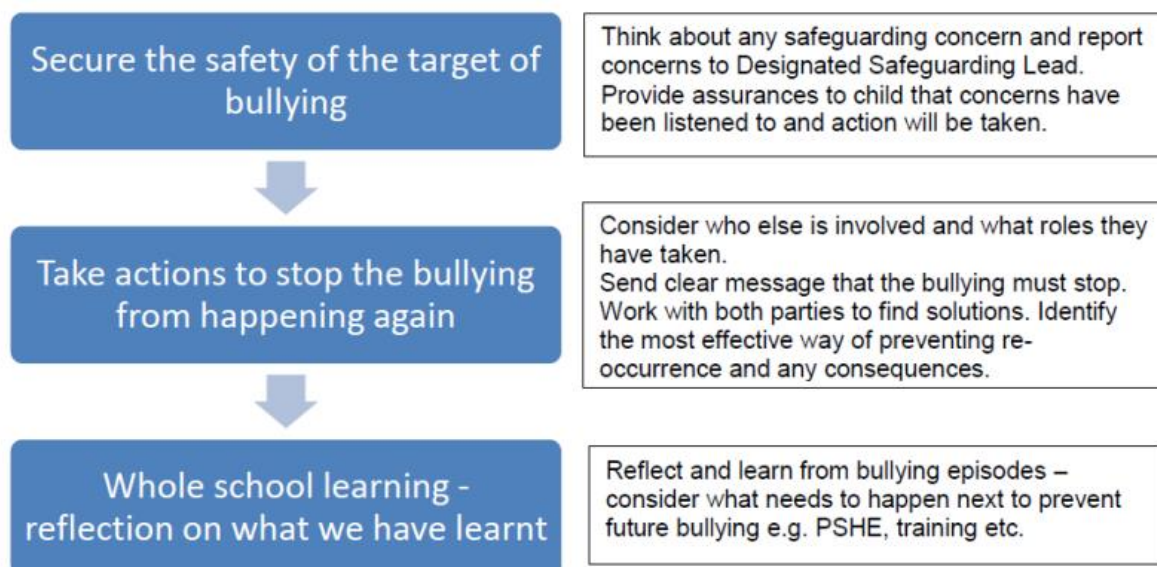 Secure the safety of the target of
bullying
Think about any safeguarding concern and report
concerns to Designated Safeguarding Lead.
Provide assurances to child that concerns have
been listened to and action will be taken.
Take actions to stop the bullying
from happening again
Consider who else is involved and what roles they
have taken.
Send clear message that the bullying must stop.
Work with both parties to find solutions. Identify
the most effective way of preventing re-
occurrence and any consequences.
Whole school learning -
reflection on what we have learnt
Reflect and learn from bullying episodes –
consider what needs to happen next to prevent
future bullying e.g. PSHE, training etc.